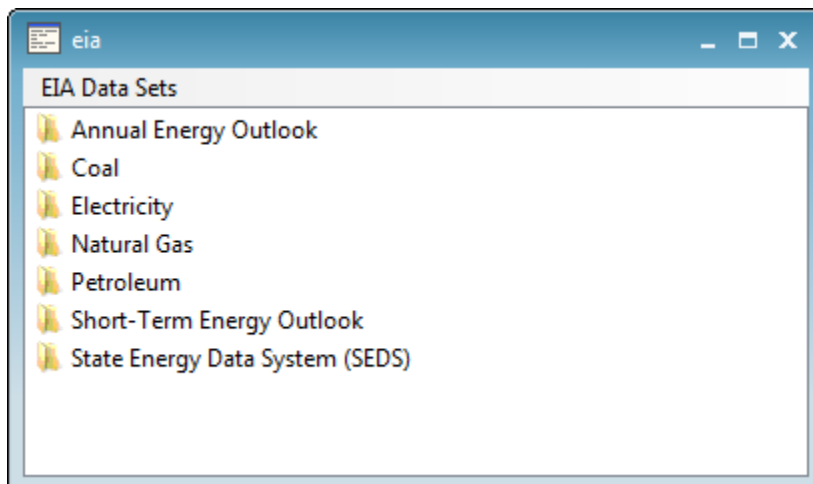 eia
EIA Data Sets
Annual Energy Outlook
Coal
Electricity
Natural Gas
Petroleum
Short-Term Energy Outlook
State Energy Data System (SEDS)